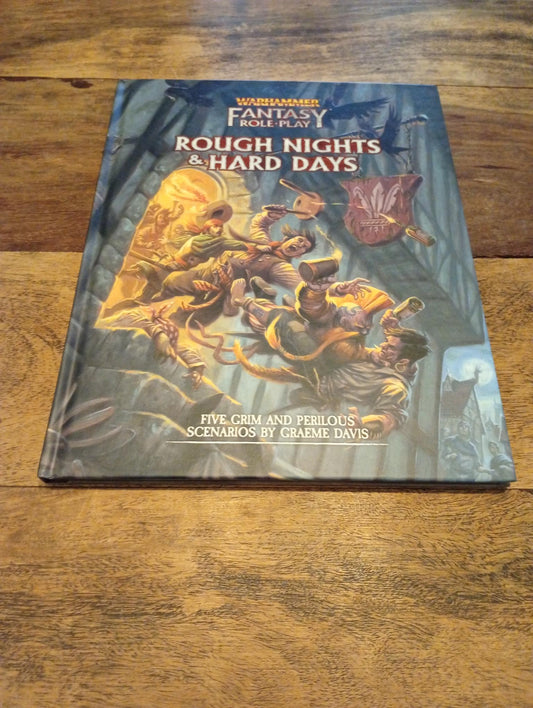 WARHAMMER
FANTASY
ROLE·PLAY
ROUGH NIGHTS
& HARD DAYS
FIVE GRIM AND PERILOUS
SCENARIOS BY GRAEME DAVIS